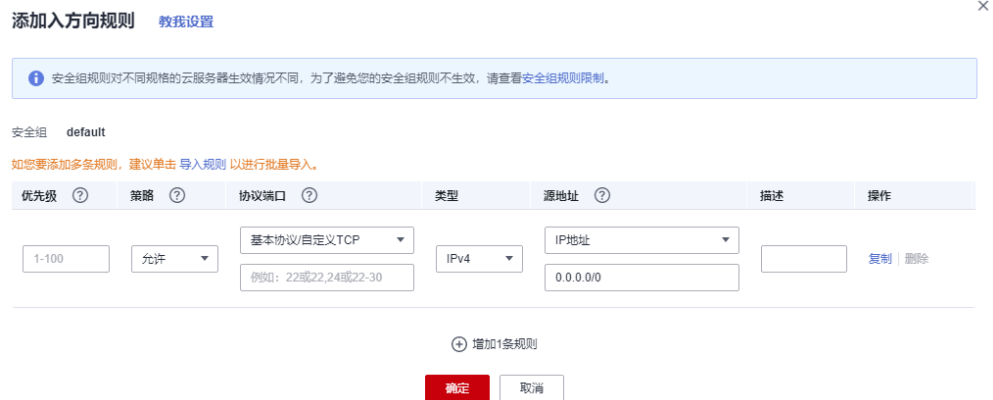 添加入方向规则 教我设置
安全组规则对不同规格的云服务器生效情况不同，为了避免您的安全组规则不生效，请查看安全组规则限制。
安全组 default
如您要添加多条规则，建议单击 导入规则 以进行批量导入。
优先级 策略 协议端口 类型 源地址 描述 操作
基本协议/自定义TCP IP地址
1-100 允许 IPv4 复制 删除
例如：22或22,24或22-30 0.0.0.0/0
增加1条规则
确定 取消